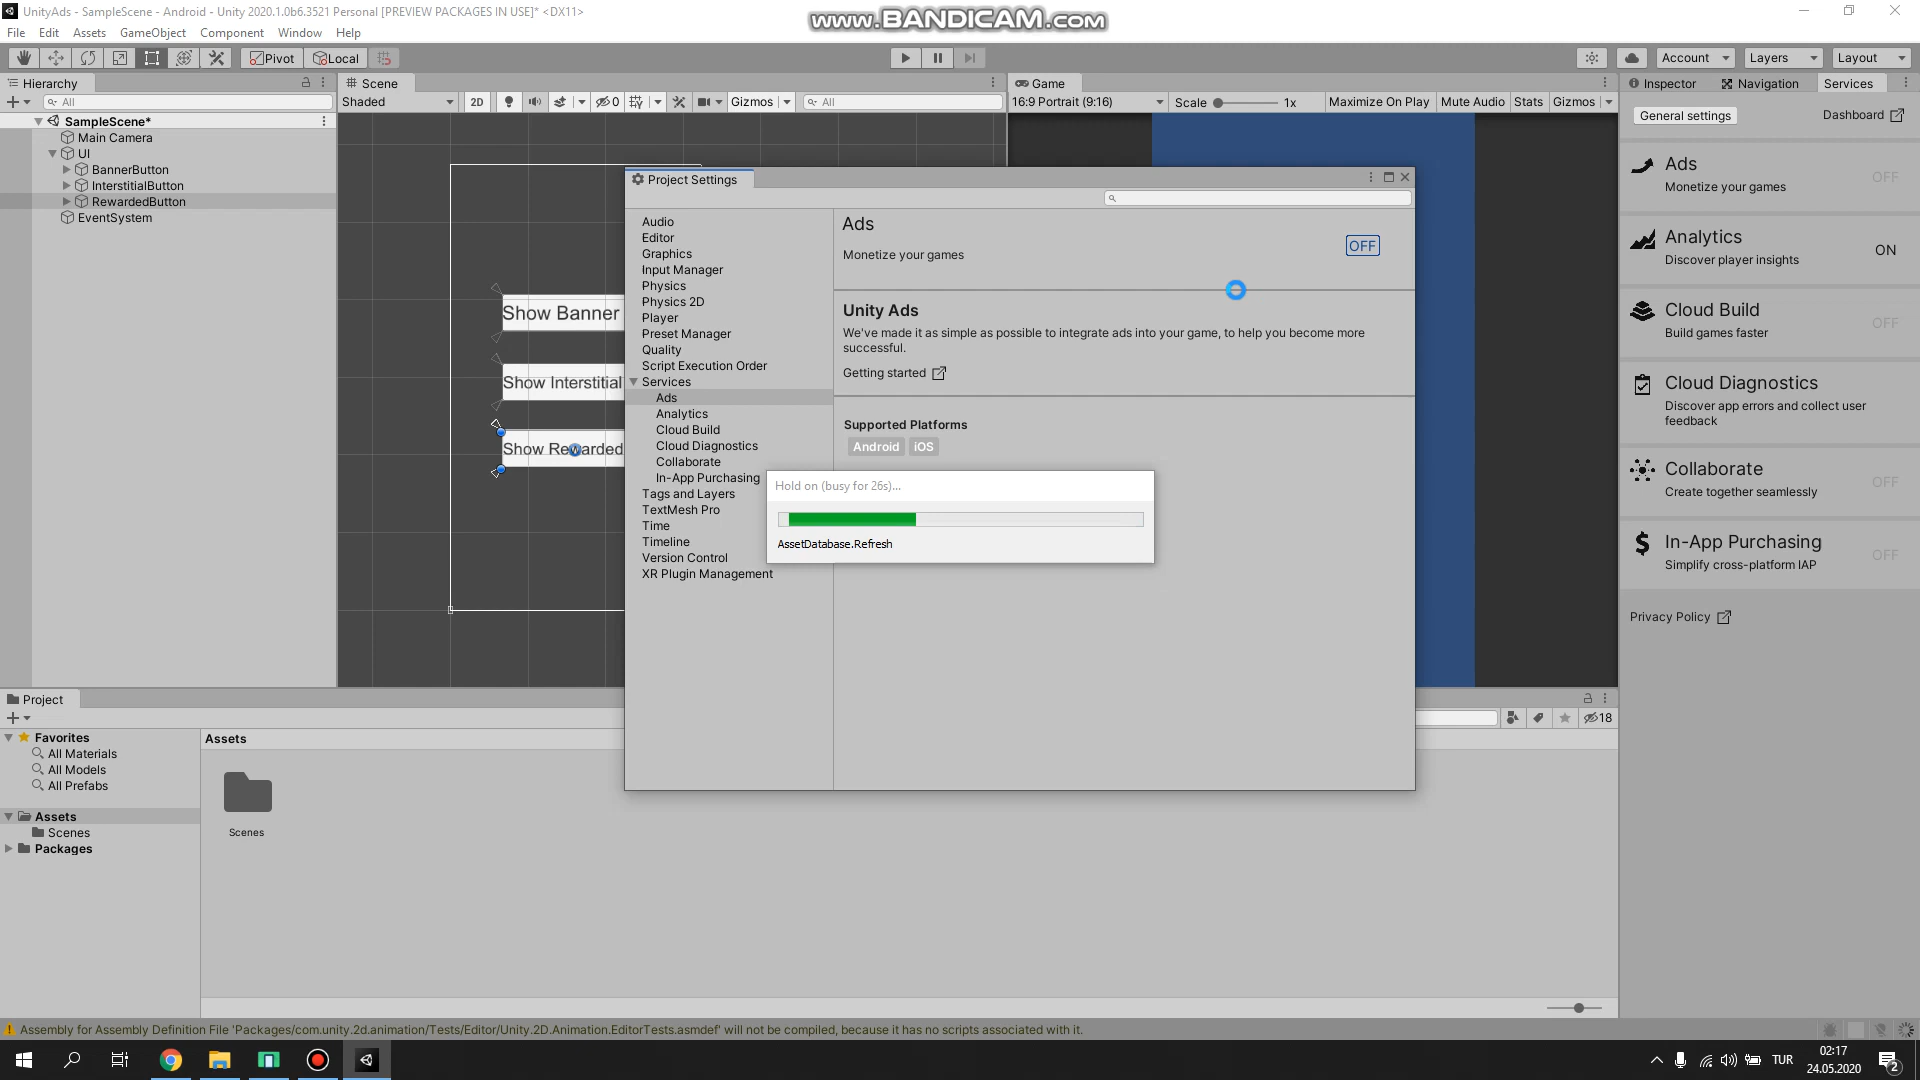 UnityAds - SampleScene - Android - Unity 2020.1.0b6.3521 Personal [PREVIEW PACKAGES IN USE]* <DX11>
www.BANDICAM.com
File Edit Assets GameObject Component Window Help
Pivot Local Account Layers Layout
Hierarchy
All
SampleScene*
Main Camera
UI
BannerButton
InterstitialButton
RewardedButton
EventSystem
Scene
Shaded 2D 0 Gizmos All
Show Banner
Show Interstitial
Show Rewarded
Game
16:9 Portrait (9:16) Scale 1x Maximize On Play Mute Audio Stats Gizmos
Project Settings
Audio
Editor
Graphics
Input Manager
Physics
Physics 2D
Player
Preset Manager
Quality
Script Execution Order
Services
Ads
Analytics
Cloud Build
Cloud Diagnostics
Collaborate
In-App Purchasing
Tags and Layers
TextMesh Pro
Time
Timeline
Version Control
XR Plugin Management
Ads
Monetize your games
OFF
Unity Ads
We've made it as simple as possible to integrate ads into your game, to help you become more
successful.
Getting started
Supported Platforms
Android iOS
Hold on (busy for 26s)...
AssetDatabase.Refresh
Inspector Navigation Services
General settings Dashboard
Ads
Monetize your games
OFF
Analytics
Discover player insights
ON
Cloud Build
Build games faster
OFF
Cloud Diagnostics
Discover app errors and collect user
feedback
Collaborate
Create together seamlessly
OFF
In-App Purchasing
Simplify cross-platform IAP
OFF
Privacy Policy
Project
18
Favorites
All Materials
All Models
All Prefabs
Assets
Scenes
Packages
Assets
Scenes
Assembly for Assembly Definition File 'Packages/com.unity.2d.animation/Tests/Editor/Unity.2D.Animation.EditorTests.asmdef' will not be compiled, because it has no scripts associated with it.
TUR
02:17
24.05.2020
2